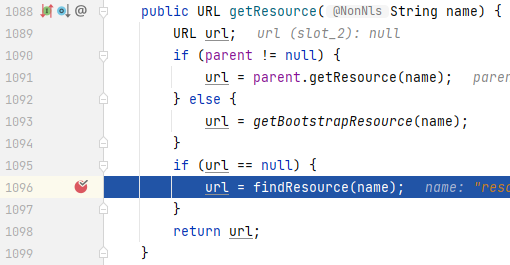 1088 @ public URL getResource( @NonNls String name) {
1089 URL url; url (slot_2): null
1090 if (parent != null) {
1091 url = parent.getResource(name);
1092 } else {
1093 url = getBootstrapResource(name);
1094 }
1095 if (url == null) {
1096 url = findResource(name); name:
1097 }
1098 return url;
1099 }